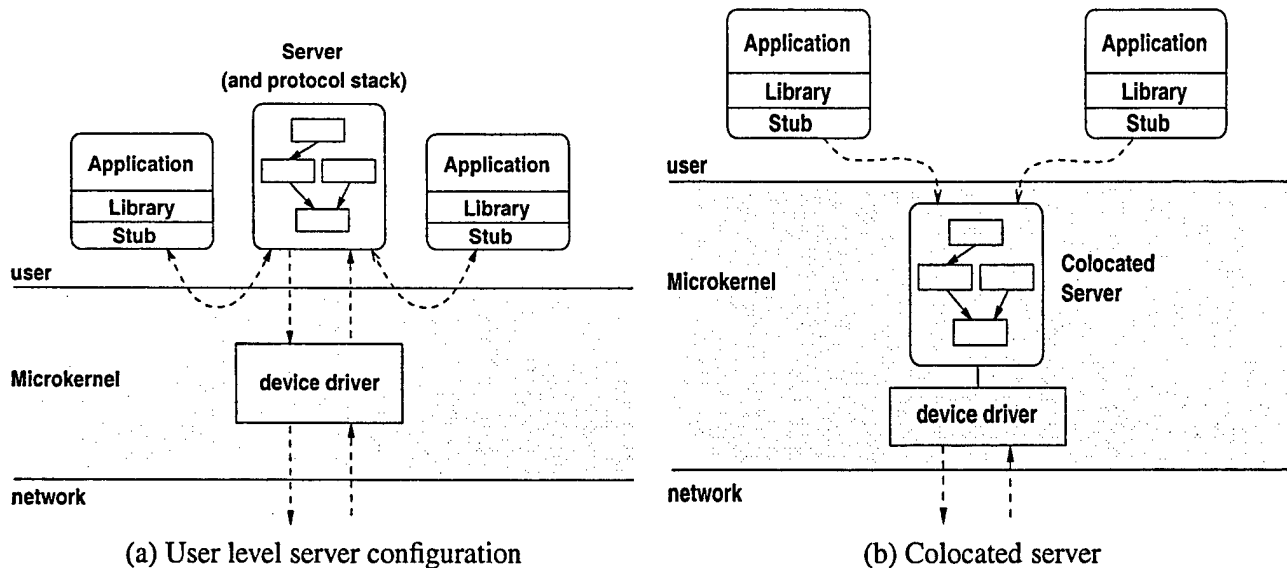 Server
(and protocol stack)
Application
Library
Stub
Application
Library
Stub
user
Microkernel
device driver
network
(a) User level server configuration
Application
Library
Stub
Application
Library
Stub
user
Microkernel
Colocated
Server
device driver
network
(b) Colocated server